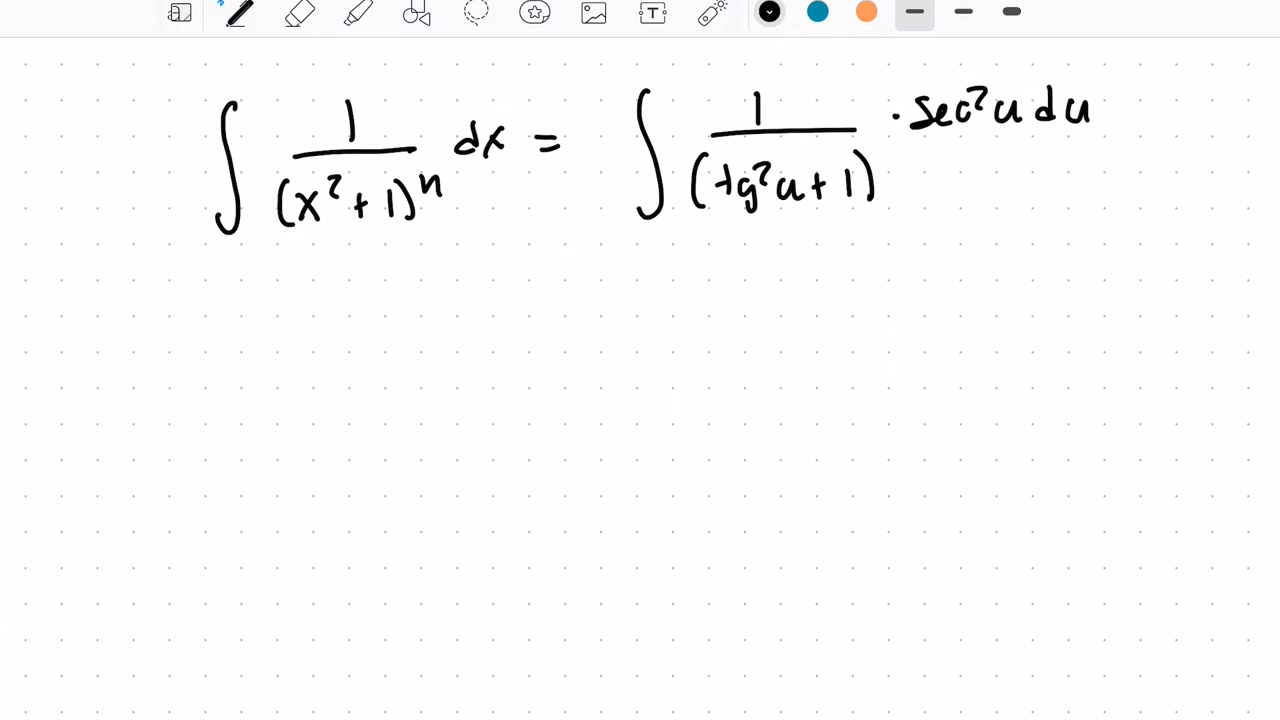 ∫ 1/(x² + 1)ⁿ dx = ∫ 1/(tg²u + 1) · sec²u du